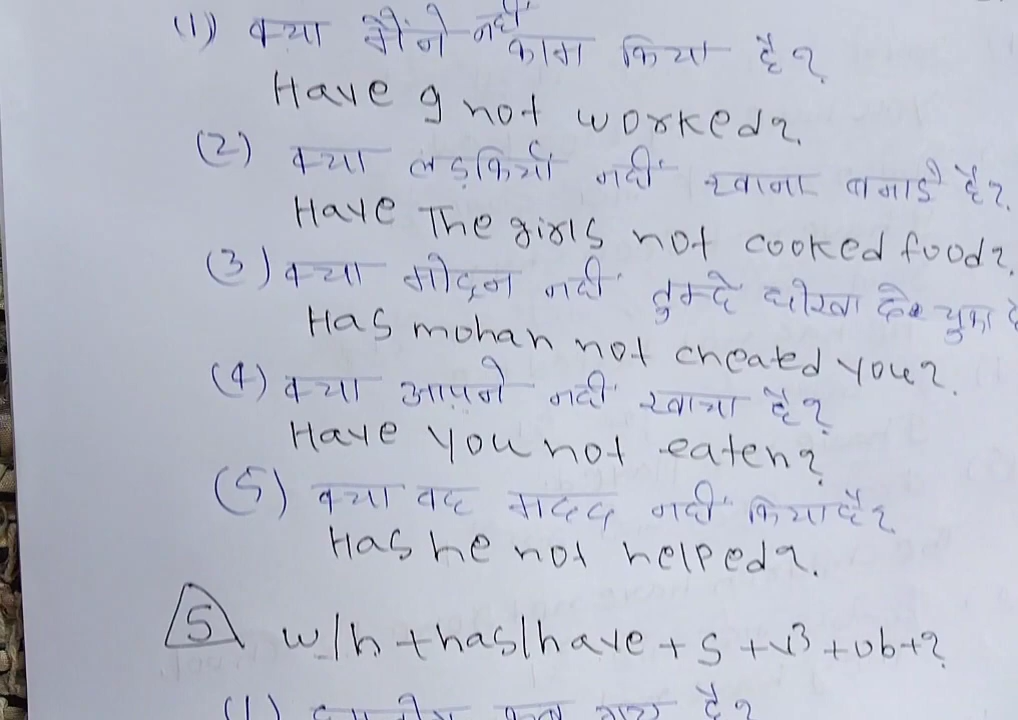 (1) क्या मैंने नहीं काम किया है?
Have I not worked?
(2) क्या लड़कियाँ नहीं खाना बनाई है?
Have The girls not cooked food?
(3) क्या मोहन नहीं तुम्हे धोखा दे चुका
Has mohan not cheated you?
(4) क्या आपने नहीं खाया है?
Have you not eaten?
(5) क्या वह मदद नहीं किया है?
Has he not helped?
5 w/h + has/have + S + v3 + ob + ?
(1) है?